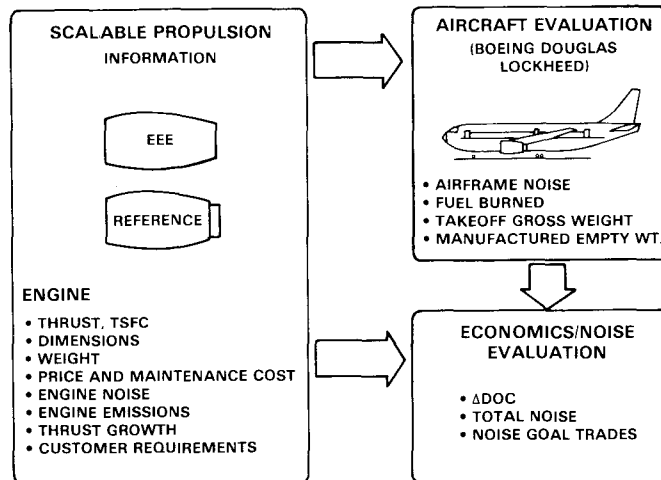 SCALABLE PROPULSION
INFORMATION
EEE
REFERENCE
ENGINE
• THRUST, TSFC
• DIMENSIONS
• WEIGHT
• PRICE AND MAINTENANCE COST
• ENGINE NOISE
• ENGINE EMISSIONS
• THRUST GROWTH
• CUSTOMER REQUIREMENTS
AIRCRAFT EVALUATION
(BOEING DOUGLAS
LOCKHEED)
• AIRFRAME NOISE
• FUEL BURNED
• TAKEOFF GROSS WEIGHT
• MANUFACTURED EMPTY WT.
ECONOMICS/NOISE
EVALUATION
• ΔDOC
• TOTAL NOISE
• NOISE GOAL TRADES